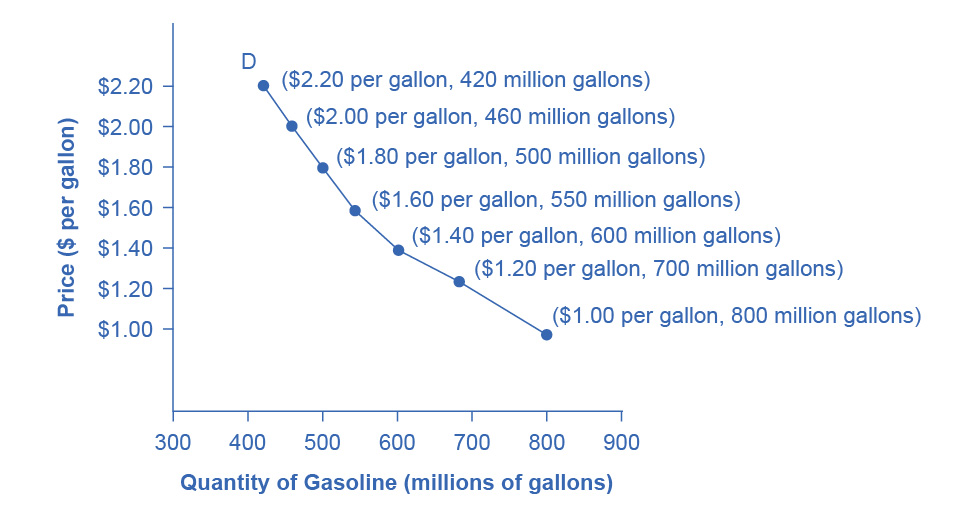 D
($2.20 per gallon, 420 million gallons)
$2.20
($2.00 per gallon, 460 million gallons)
$2.00
($1.80 per gallon, 500 million gallons)
$1.80
($1.60 per gallon, 550 million gallons)
$1.60
($1.40 per gallon, 600 million gallons)
$1.40
($1.20 per gallon, 700 million gallons)
$1.20
($1.00 per gallon, 800 million gallons)
$1.00
Price ($ per gallon)
300 400 500 600 700 800 900
Quantity of Gasoline (millions of gallons)